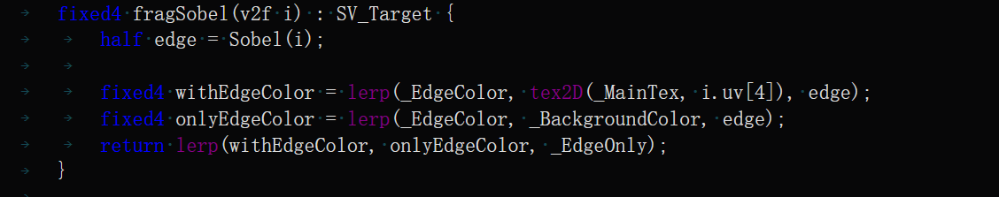 fixed4 fragSobel(v2f i) : SV_Target {
half edge = Sobel(i);
fixed4 withEdgeColor = lerp(_EdgeColor, tex2D(_MainTex, i.uv[4]), edge);
fixed4 onlyEdgeColor = lerp(_EdgeColor, _BackgroundColor, edge);
return lerp(withEdgeColor, onlyEdgeColor, _EdgeOnly);
}